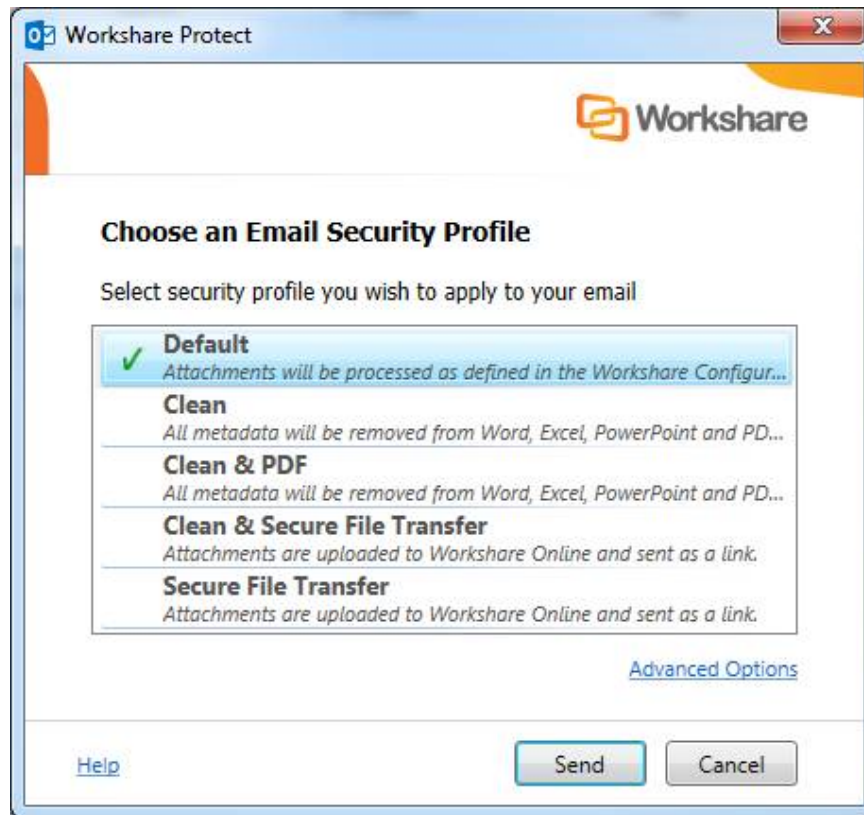 Workshare Protect
Workshare
Choose an Email Security Profile
Select security profile you wish to apply to your email
Default
Attachments will be processed as defined in the Workshare Configur...
Clean
All metadata will be removed from Word, Excel, PowerPoint and PD...
Clean & PDF
All metadata will be removed from Word, Excel, PowerPoint and PD...
Clean & Secure File Transfer
Attachments are uploaded to Workshare Online and sent as a link.
Secure File Transfer
Attachments are uploaded to Workshare Online and sent as a link.
Advanced Options
Help
Send
Cancel